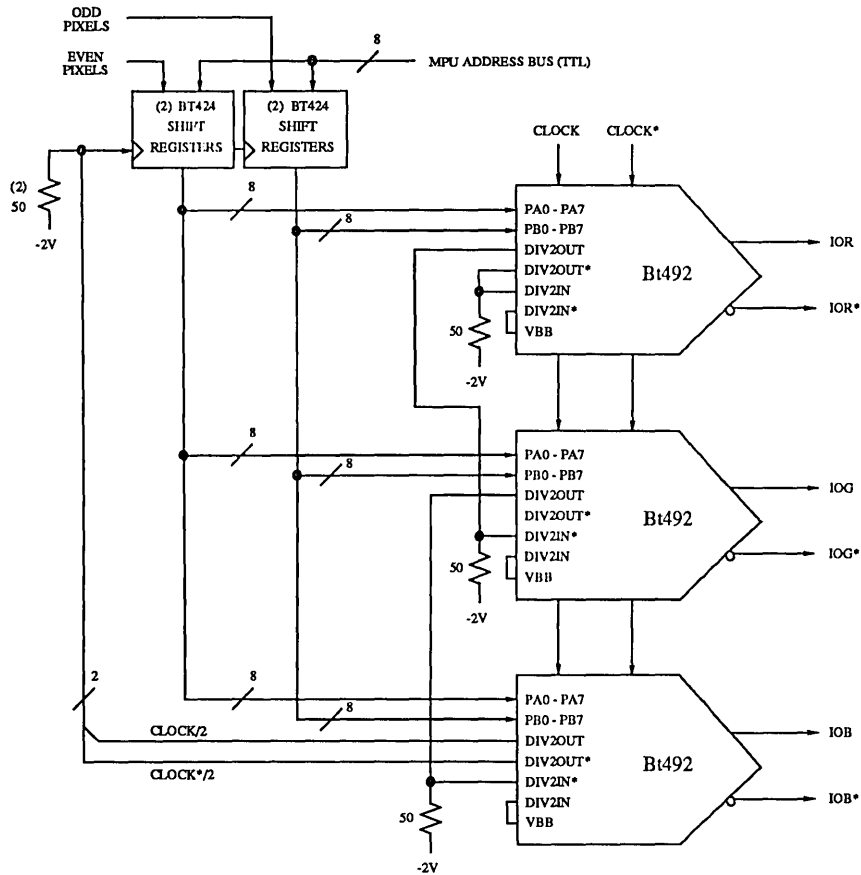 ODD
PIXELS
EVEN
PIXELS
8
MPU ADDRESS BUS (TTL)
(2) BT424
SHIFT
REGISTERS
(2) BT424
SHIFT
REGISTERS
CLOCK
CLOCK*
(2)
50
-2V
8
8
PA0 - PA7
PB0 - PB7
DIV2OUT
DIV2OUT*
DIV2IN
DIV2IN*
VBB
Bt492
IOR
IOR*
50
-2V
8
8
PA0 - PA7
PB0 - PB7
DIV2OUT
DIV2OUT*
DIV2IN*
DIV2IN
VBB
Bt492
IOG
IOG*
50
-2V
2
8
8
CLOCK/2
CLOCK*/2
PA0 - PA7
PB0 - PB7
DIV2OUT
DIV2OUT*
DIV2IN*
DIV2IN
VBB
Bt492
IOB
IOB*
50
-2V